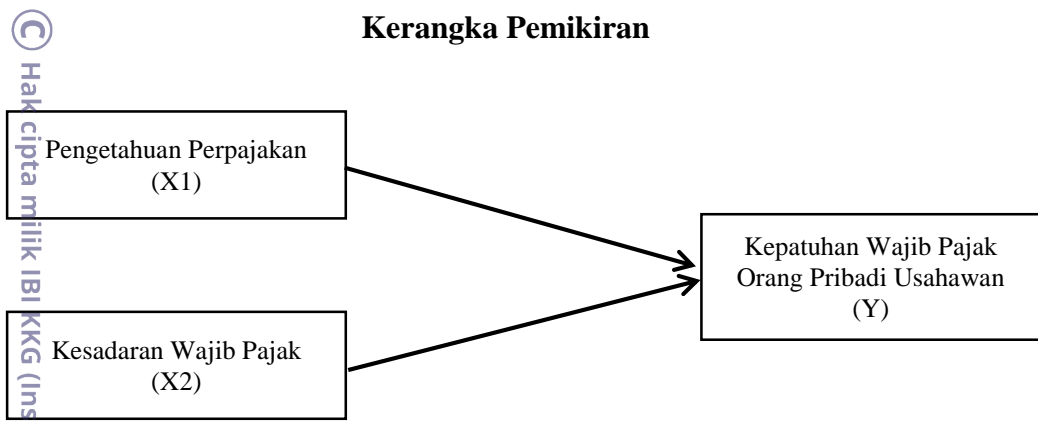 Kerangka Pemikiran
© Hak cipta milik IBI KKG (Ins
Pengetahuan Perpajakan
(X1)
Kesadaran Wajib Pajak
(X2)
Kepatuhan Wajib Pajak
Orang Pribadi Usahawan
(Y)